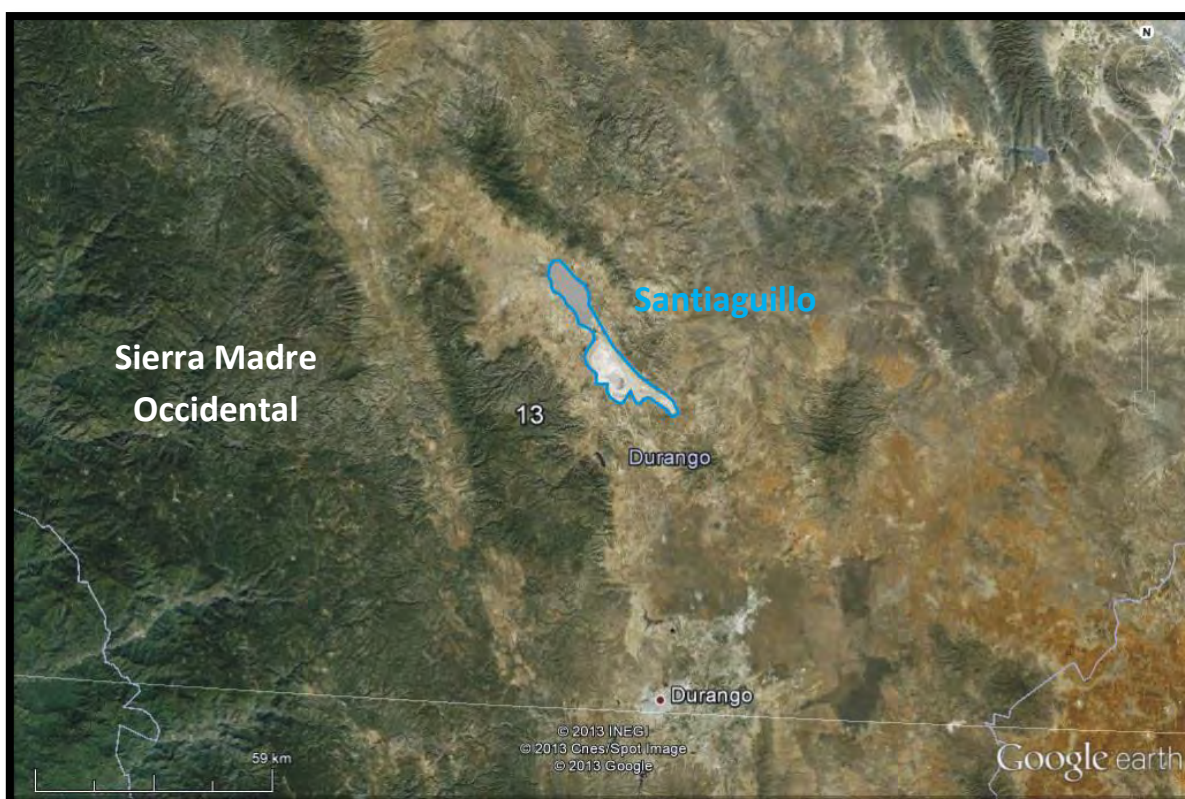 N
Santiaguillo
Sierra Madre
Occidental
13
Durango
Durango
© 2013 INEGI
© 2013 Cnes/Spot Image
© 2013 Google
59 km
Google earth